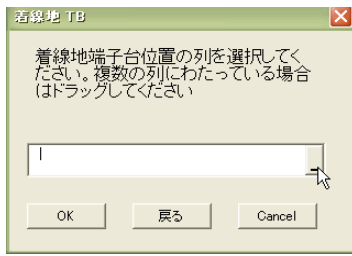 着線地 TB
着線地端子台位置の列を選択してく
ださい。複数の列にわたっている場合
はドラッグしてください
OK 戻る Cancel